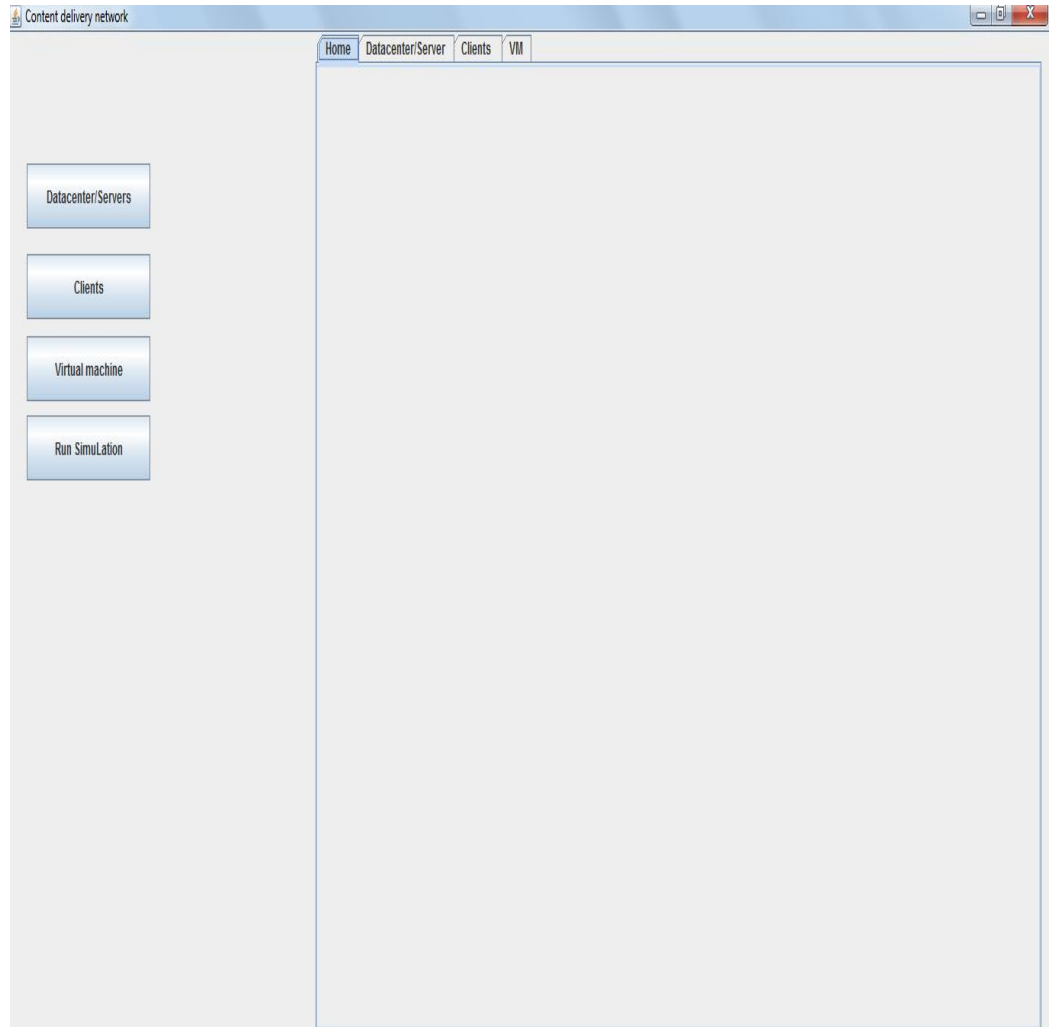 Content delivery network
Home Datacenter/Server Clients VM
Datacenter/Servers
Clients
Virtual machine
Run SimuLation